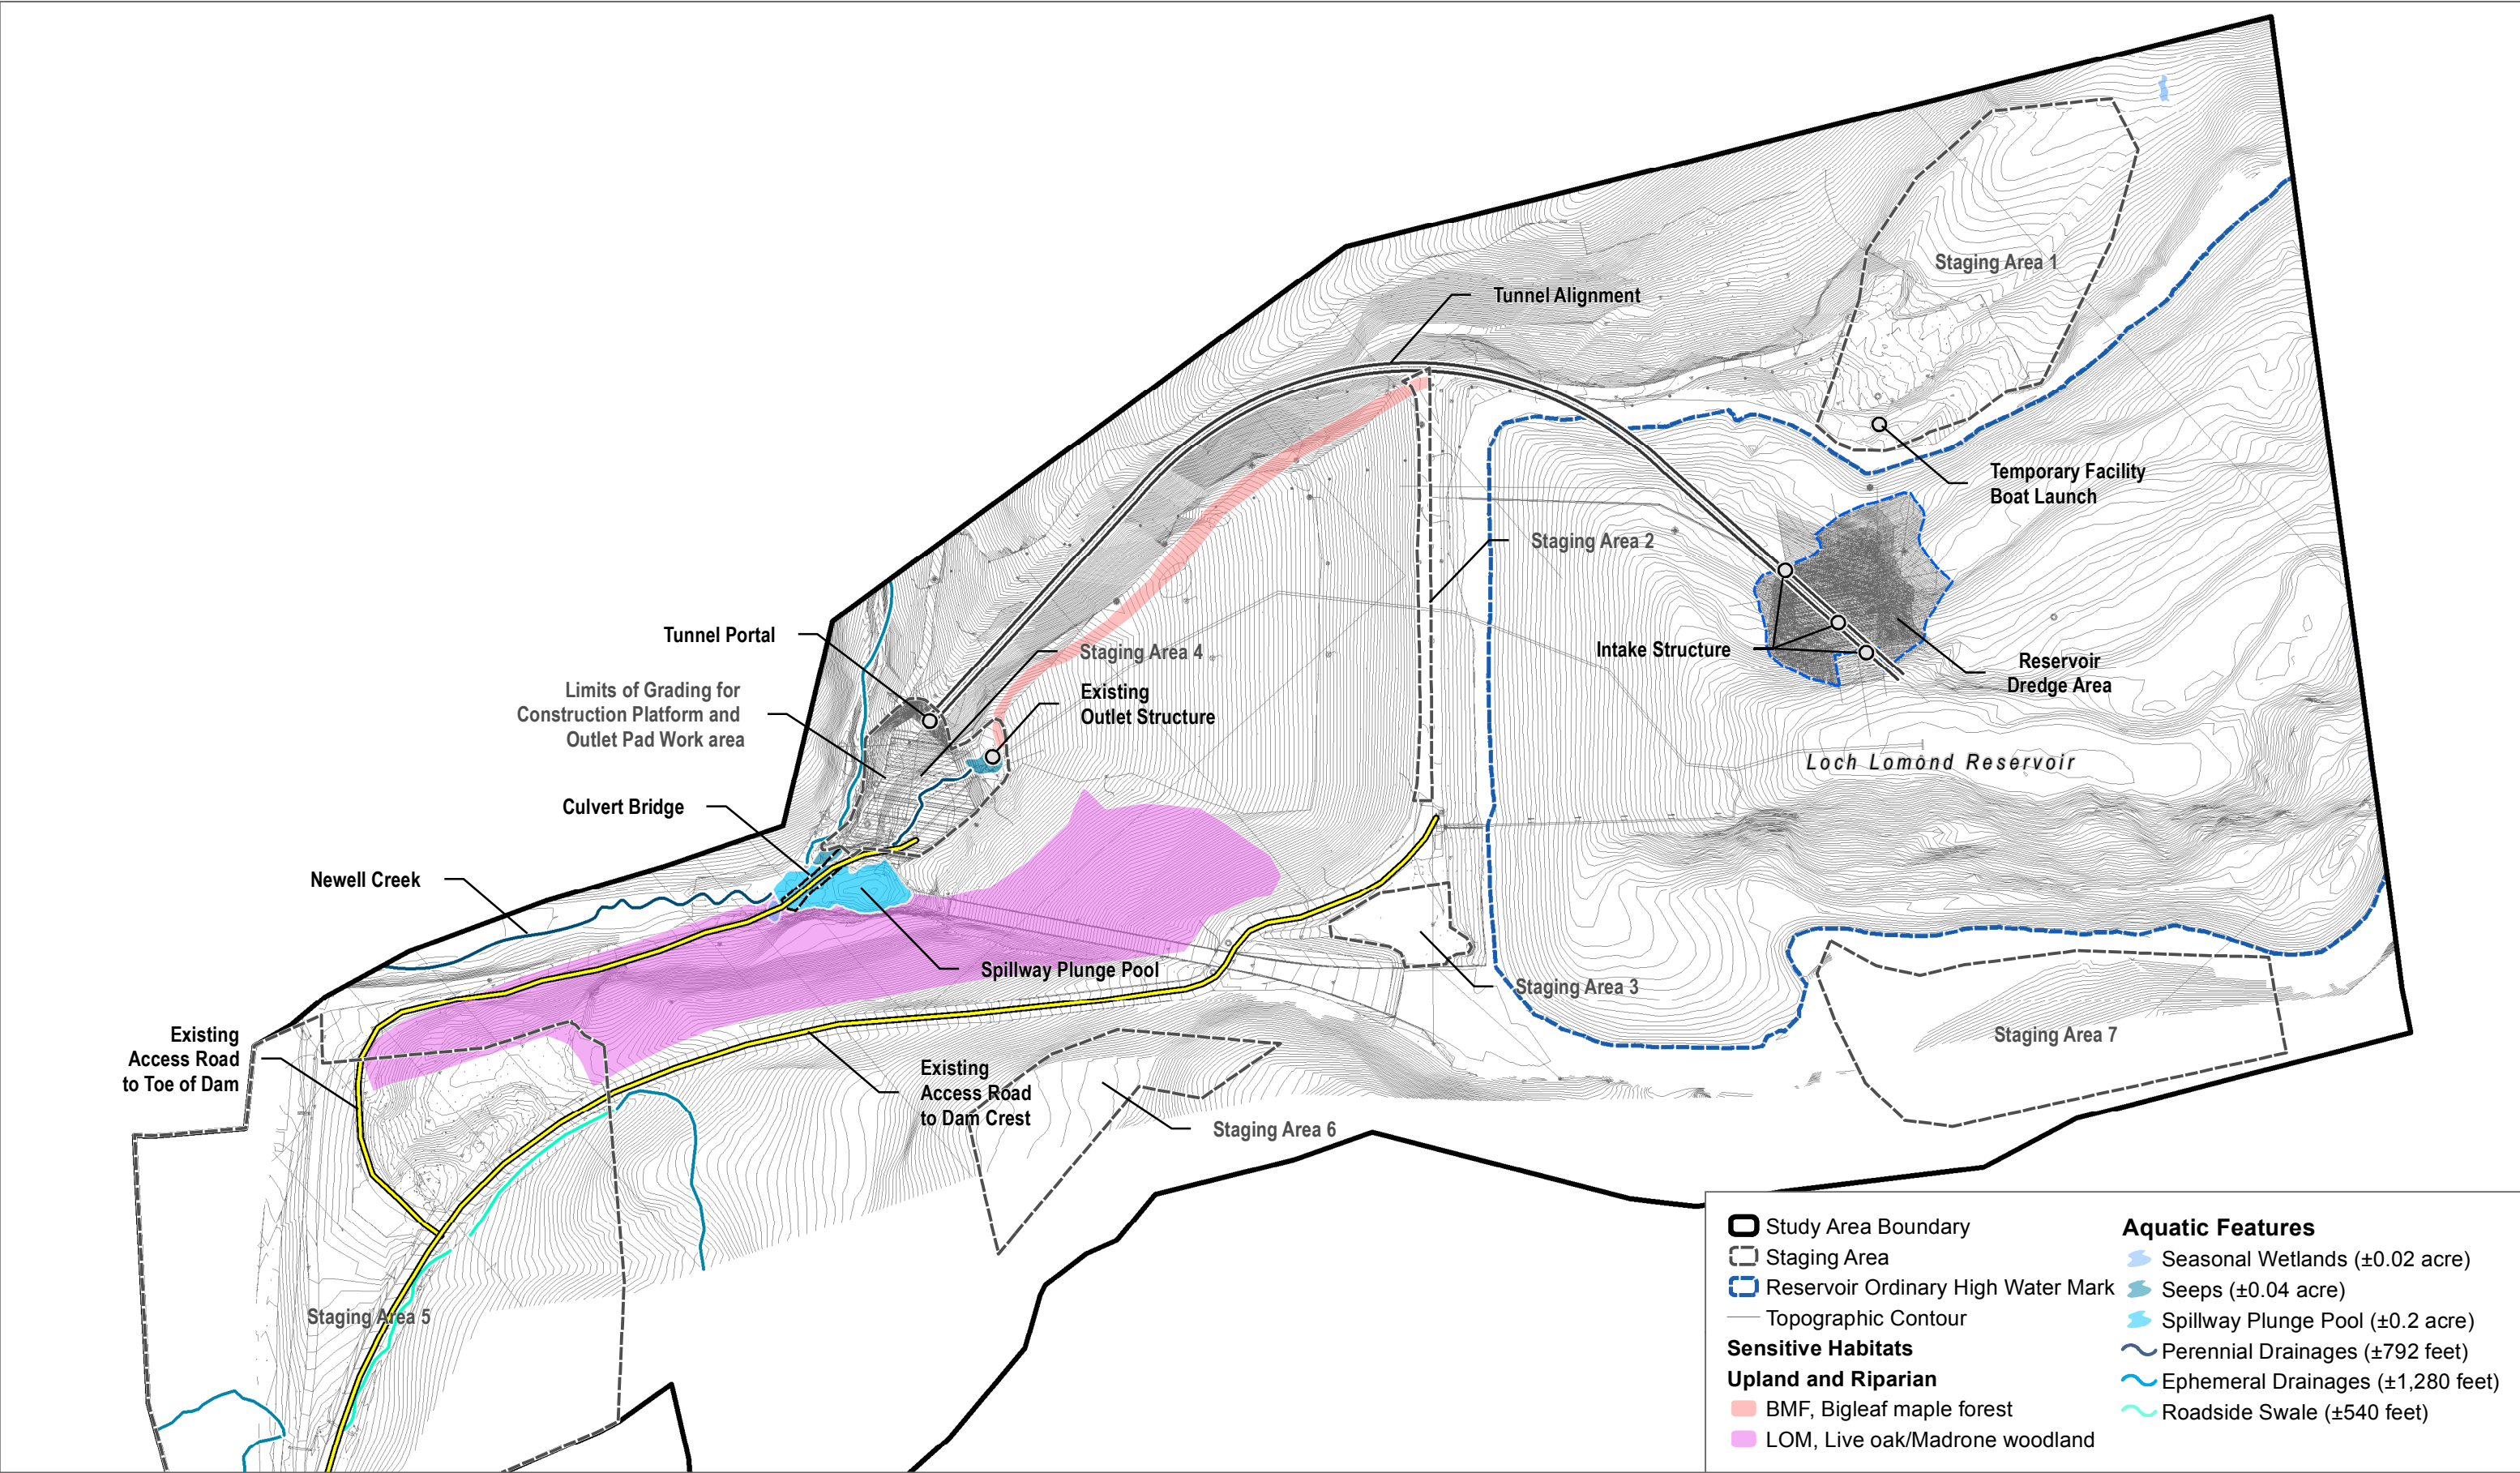 Staging Area 1
Tunnel Alignment
Temporary Facility
Boat Launch
Staging Area 2
Tunnel Portal
Staging Area 4
Intake Structure
Reservoir
Dredge Area
Limits of Grading for
Construction Platform and
Outlet Pad Work area
Existing
Outlet Structure
Loch Lomond Reservoir
Culvert Bridge
Newell Creek
Spillway Plunge Pool
Staging Area 3
Existing
Access Road
to Toe of Dam
Staging Area 7
Existing
Access Road
to Dam Crest
Staging Area 6
Staging Area 5
Study Area Boundary
Staging Area
Reservoir Ordinary High Water Mark
Topographic Contour
Sensitive Habitats
Upland and Riparian
BMF, Bigleaf maple forest
LOM, Live oak/Madrone woodland
Aquatic Features
Seasonal Wetlands (±0.02 acre)
Seeps (±0.04 acre)
Spillway Plunge Pool (±0.2 acre)
Perennial Drainages (±792 feet)
Ephemeral Drainages (±1,280 feet)
Roadside Swale (±540 feet)